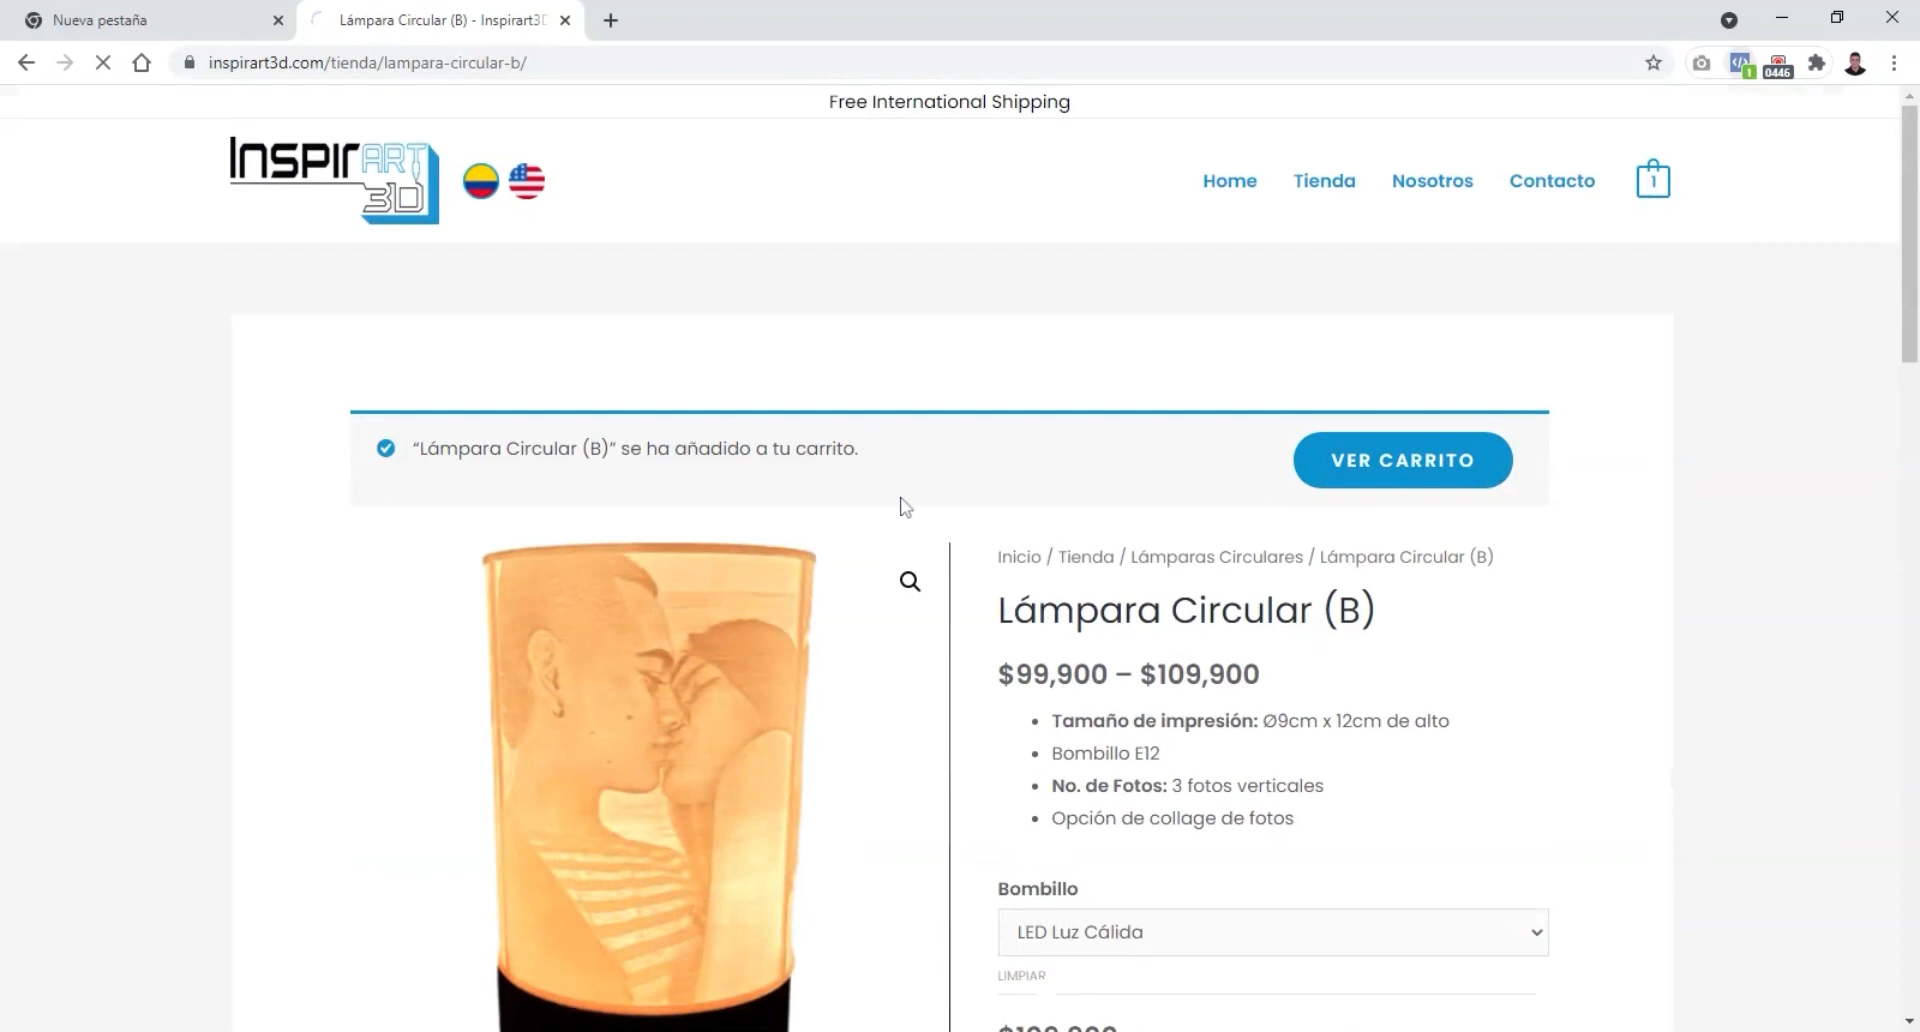 Nueva pestaña
Lámpara Circular (B) - Inspirart3D
inspirart3d.com/tienda/lampara-circular-b/
1
0446
Free International Shipping
INSPIRART
3D
Home
Tienda
Nosotros
Contacto
1
“Lámpara Circular (B)” se ha añadido a tu carrito.
VER CARRITO
Inicio / Tienda / Lámparas Circulares / Lámpara Circular (B)
Lámpara Circular (B)
$99,900 – $109,900
Tamaño de impresión: Ø9cm x 12cm de alto
Bombillo E12
No. de Fotos: 3 fotos verticales
Opción de collage de fotos
Bombillo
LED Luz Cálida
LIMPIAR